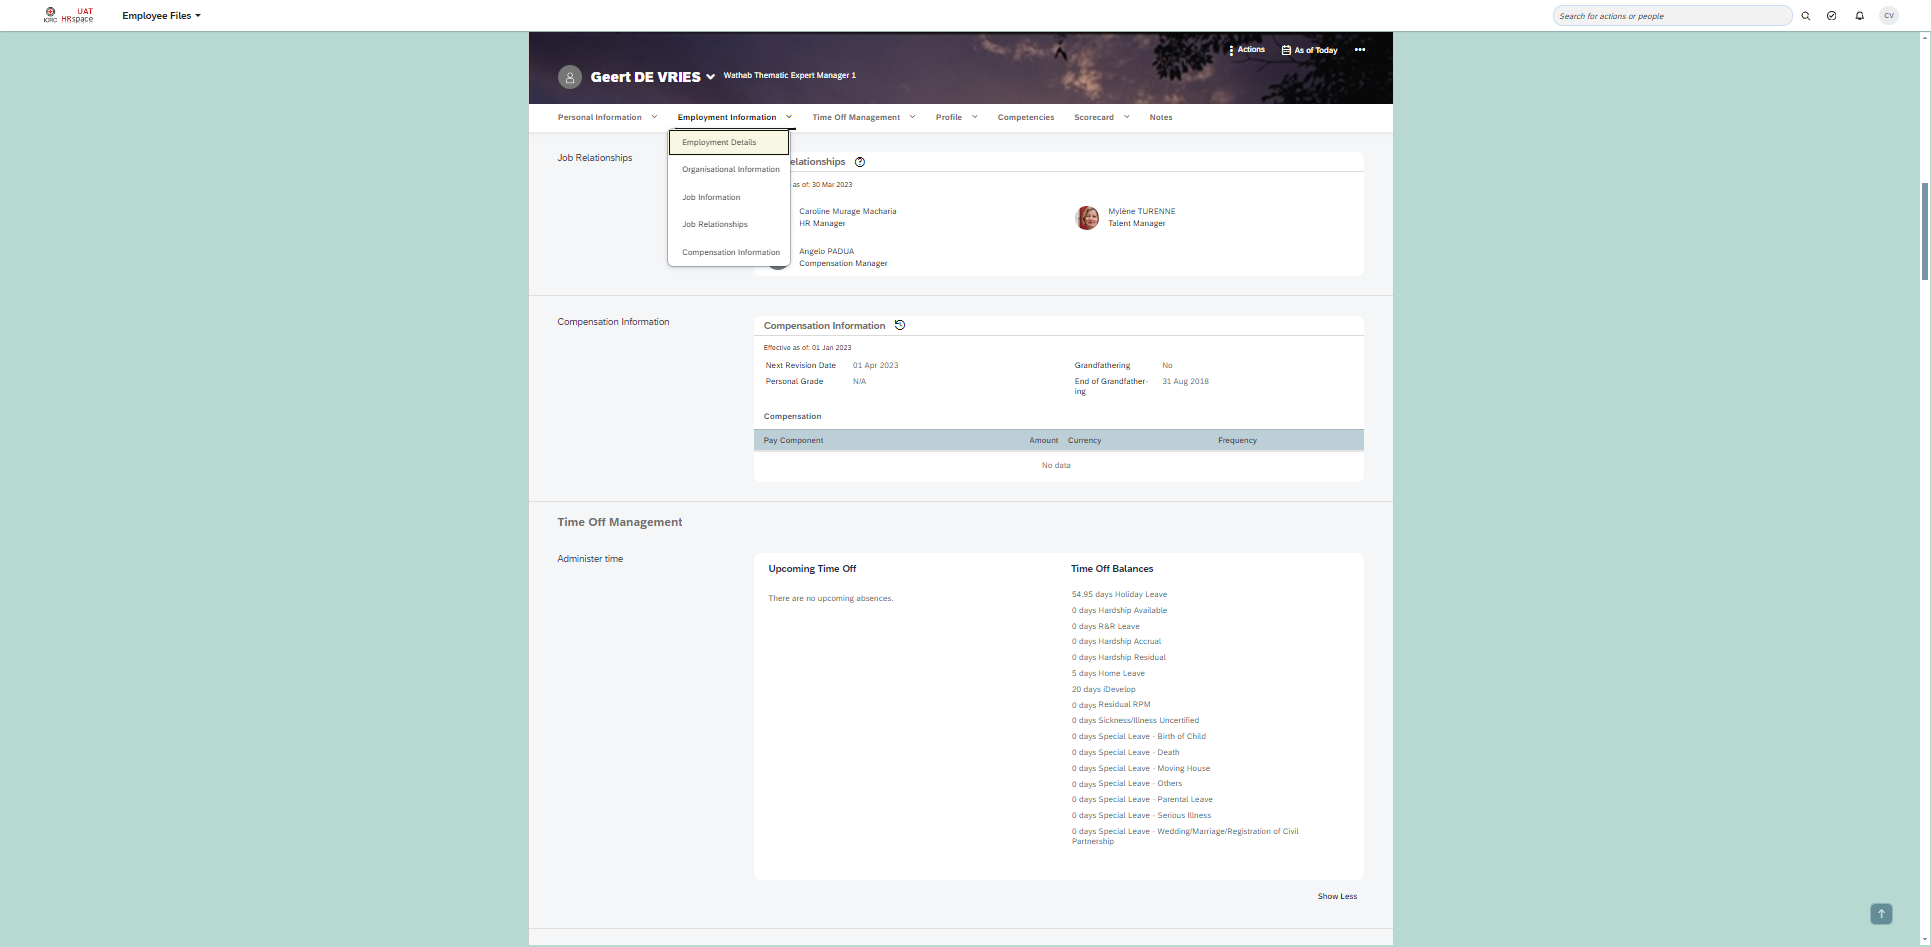 ICRC
UAT
HRspace
Employee Files
Search for actions or people
CV
Actions
As of Today
Geert DE VRIES
Wathab Thematic Expert Manager 1
Personal Information
Employment Information
Time Off Management
Profile
Competencies
Scorecard
Notes
Employment Details
Organisational Information
Job Information
Job Relationships
Compensation Information
Job Relationships
elationships
as of: 30 Mar 2023
Caroline Murage Macharia
HR Manager
Mylène TURENNE
Talent Manager
Angelo PADUA
Compensation Manager
Compensation Information
Compensation Information
Effective as of: 01 Jan 2023
Next Revision Date 01 Apr 2023
Grandfathering No
Personal Grade N/A
End of Grandfather- 31 Aug 2018
ing
Compensation
Pay Component Amount Currency Frequency
No data
Time Off Management
Administer time
Upcoming Time Off
There are no upcoming absences.
Time Off Balances
54.95 days Holiday Leave
0 days Hardship Available
0 days R&R Leave
0 days Hardship Accrual
0 days Hardship Residual
5 days Home Leave
20 days iDevelop
0 days Residual RPM
0 days Sickness/Illness Uncertified
0 days Special Leave - Birth of Child
0 days Special Leave - Death
0 days Special Leave - Moving House
0 days Special Leave - Others
0 days Special Leave - Parental Leave
0 days Special Leave - Serious Illness
0 days Special Leave - Wedding/Marriage/Registration of Civil
Partnership
Show Less